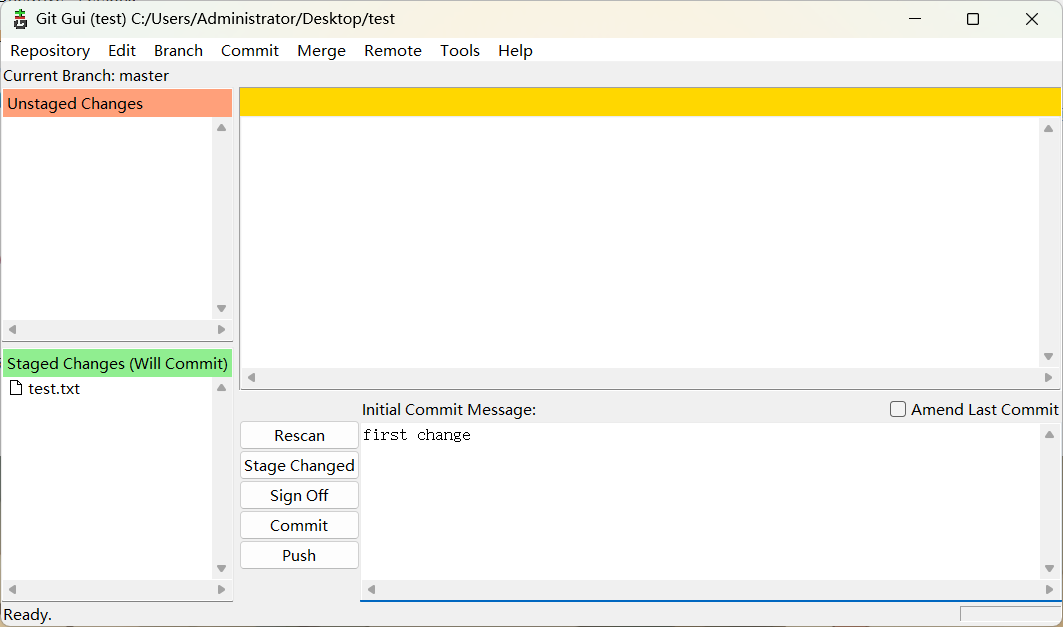 Git Gui (test) C:/Users/Administrator/Desktop/test
Repository Edit Branch Commit Merge Remote Tools Help
Current Branch: master
Unstaged Changes
Staged Changes (Will Commit)
test.txt
Initial Commit Message:
Amend Last Commit
first change
Rescan
Stage Changed
Sign Off
Commit
Push
Ready.